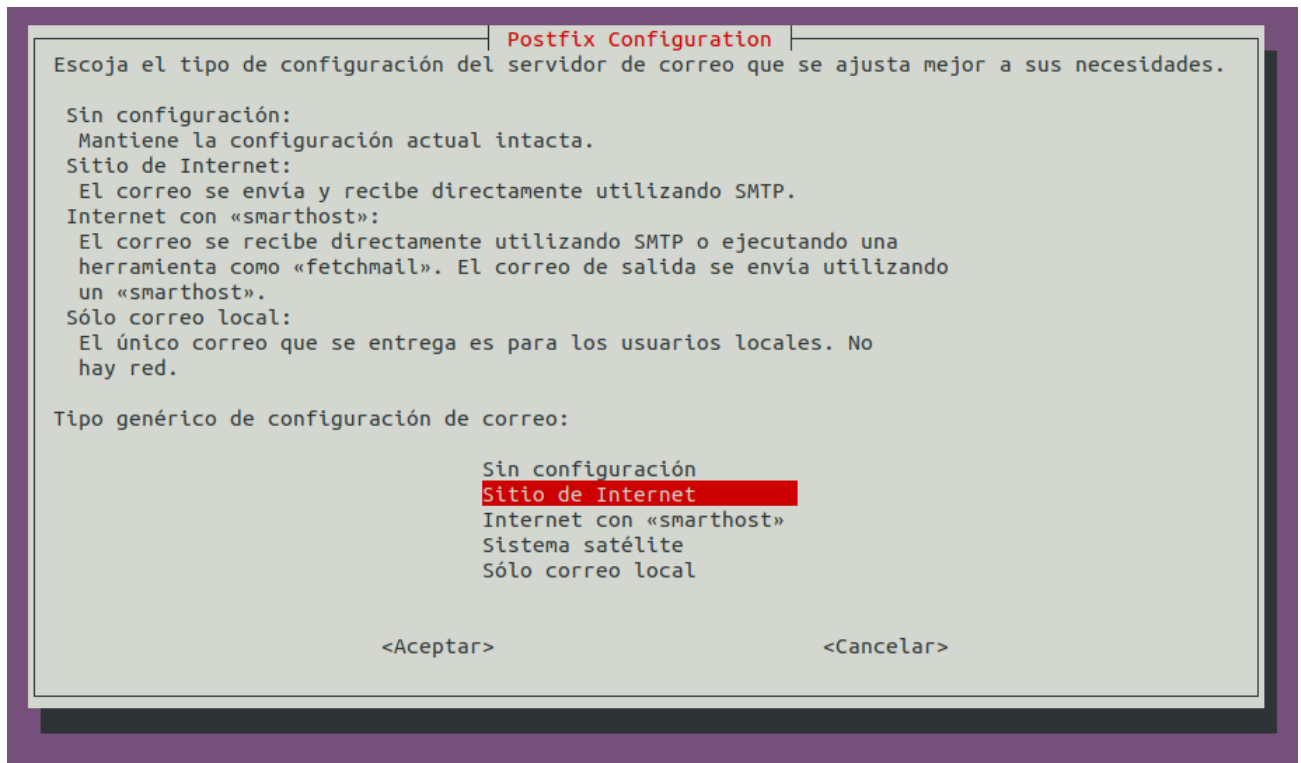 Postfix Configuration
Escoja el tipo de configuración del servidor de correo que se ajusta mejor a sus necesidades.
Sin configuración:
Mantiene la configuración actual intacta.
Sitio de Internet:
El correo se envía y recibe directamente utilizando SMTP.
Internet con «smarthost»:
El correo se recibe directamente utilizando SMTP o ejecutando una
herramienta como «fetchmail». El correo de salida se envía utilizando
un «smarthost».
Sólo correo local:
El único correo que se entrega es para los usuarios locales. No
hay red.
Tipo genérico de configuración de correo:
Sin configuración
Sitio de Internet
Internet con «smarthost»
Sistema satélite
Sólo correo local
<Aceptar> <Cancelar>